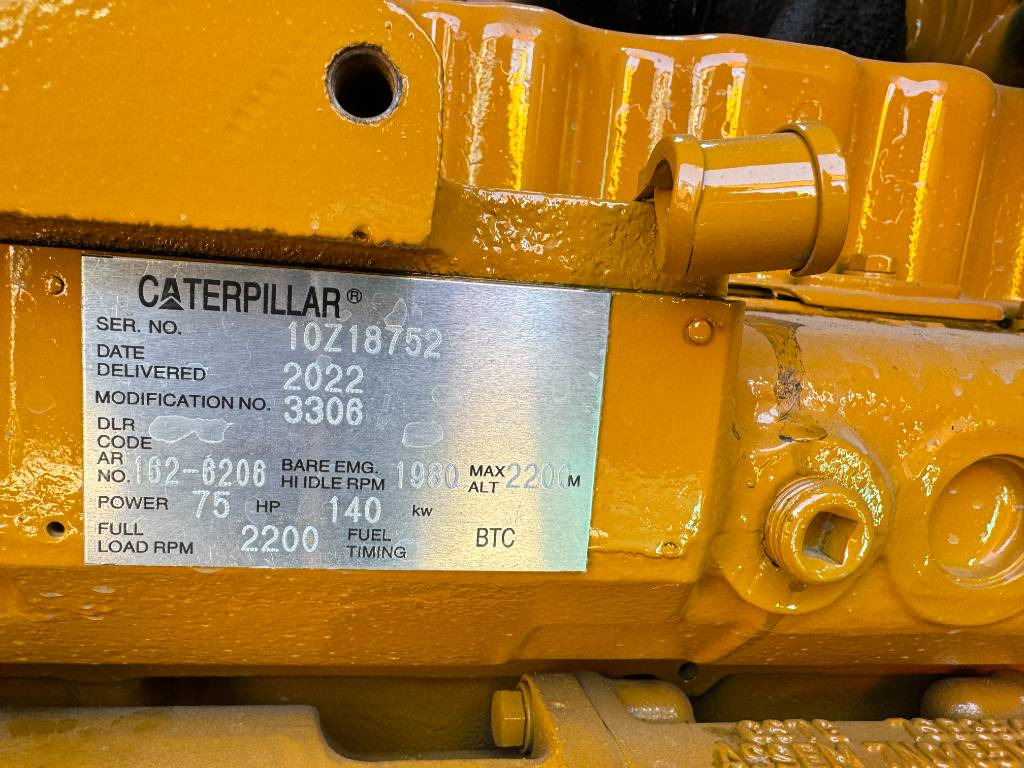 CATERPILLAR®
SER. NO. 10Z18752
DATE
DELIVERED 2022
MODIFICATION NO. 3306
DLR
CODE
AR
NO. 162-6206
BARE EMG.
HI IDLE RPM 1980
MAX
ALT 2200 M
POWER 75 HP 140 kw
FULL
LOAD RPM 2200
FUEL
TIMING BTC